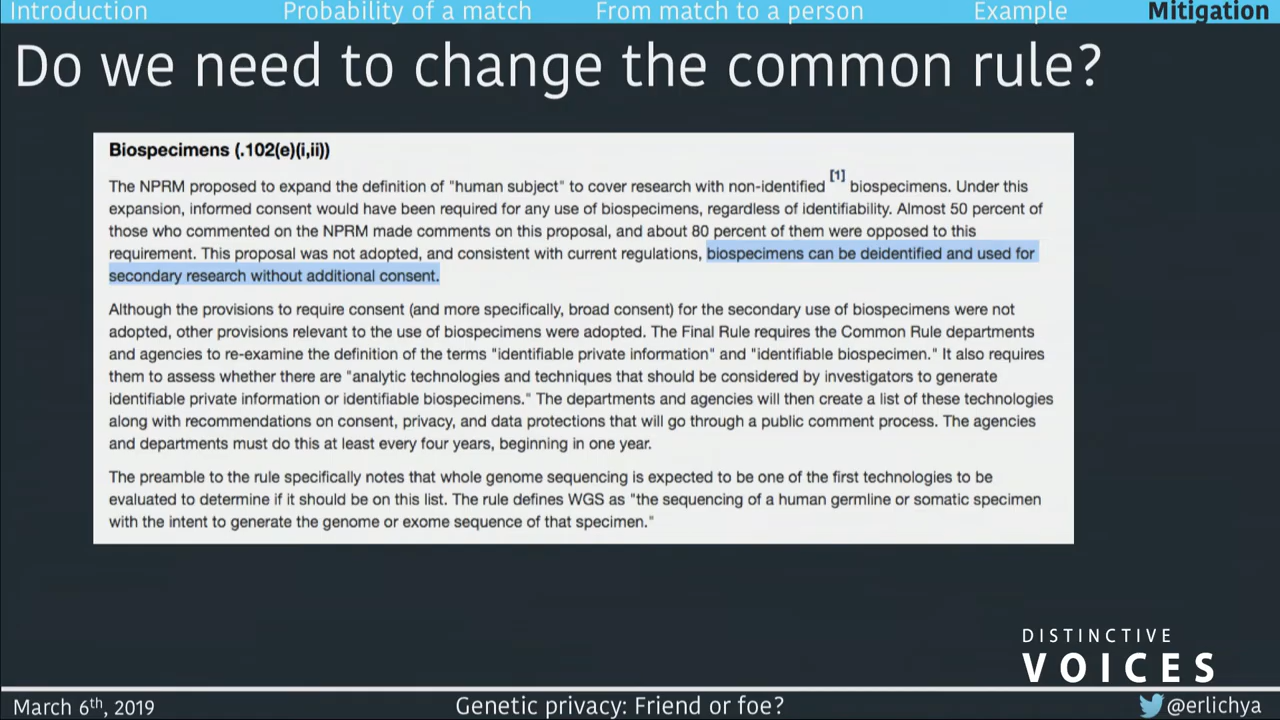 Introduction Probability of a match From match to a person Example Mitigation
Do we need to change the common rule?
Biospecimens (.102(e)(i,ii))
The NPRM proposed to expand the definition of "human subject" to cover research with non-identified [1] biospecimens. Under this
expansion, informed consent would have been required for any use of biospecimens, regardless of identifiability. Almost 50 percent of
those who commented on the NPRM made comments on this proposal, and about 80 percent of them were opposed to this
requirement. This proposal was not adopted, and consistent with current regulations, biospecimens can be deidentified and used for
secondary research without additional consent.
Although the provisions to require consent (and more specifically, broad consent) for the secondary use of biospecimens were not
adopted, other provisions relevant to the use of biospecimens were adopted. The Final Rule requires the Common Rule departments
and agencies to re-examine the definition of the terms "identifiable private information" and "identifiable biospecimen." It also requires
them to assess whether there are "analytic technologies and techniques that should be considered by investigators to generate
identifiable private information or identifiable biospecimens." The departments and agencies will then create a list of these technologies
along with recommendations on consent, privacy, and data protections that will go through a public comment process. The agencies
and departments must do this at least every four years, beginning in one year.
The preamble to the rule specifically notes that whole genome sequencing is expected to be one of the first technologies to be
evaluated to determine if it should be on this list. The rule defines WGS as "the sequencing of a human germline or somatic specimen
with the intent to generate the genome or exome sequence of that specimen."
DISTINCTIVE
VOICES
March 6th, 2019 Genetic privacy: Friend or foe? @erlichya